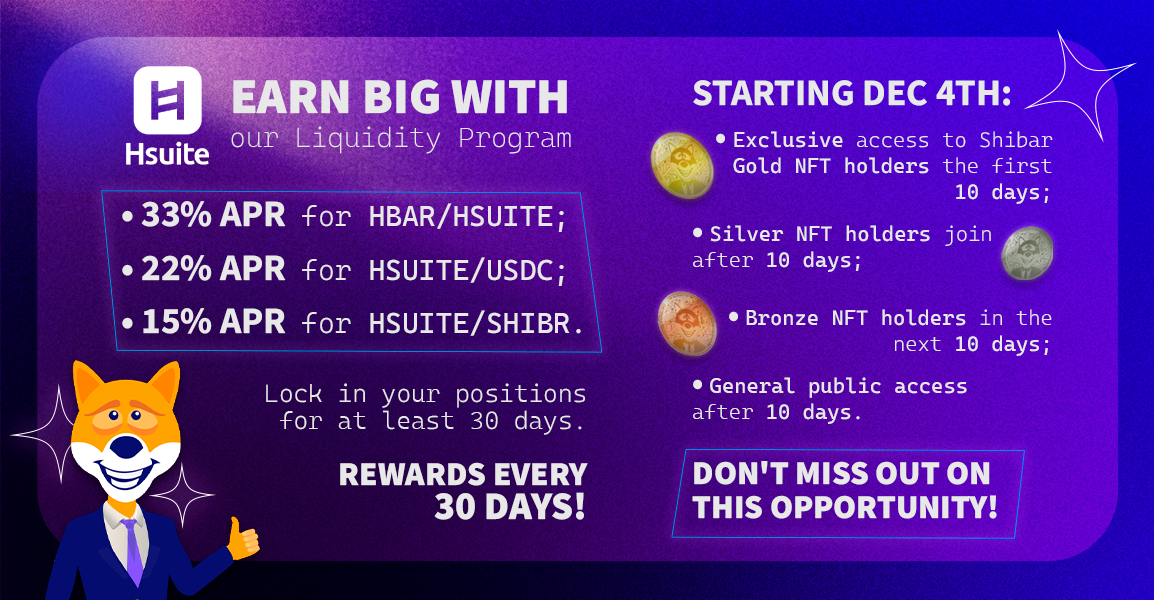 Hsuite
EARN BIG WITH
our Liquidity Program
• 33% APR for HBAR/HSUITE;
• 22% APR for HSUITE/USDC;
• 15% APR for HSUITE/SHIBR.
Lock in your positions
for at least 30 days.
REWARDS EVERY
30 DAYS!
STARTING DEC 4TH:
• Exclusive access to Shibar
Gold NFT holders the first
10 days;
• Silver NFT holders join
after 10 days;
• Bronze NFT holders in the
next 10 days;
• General public access
after 10 days.
DON'T MISS OUT ON
THIS OPPORTUNITY!